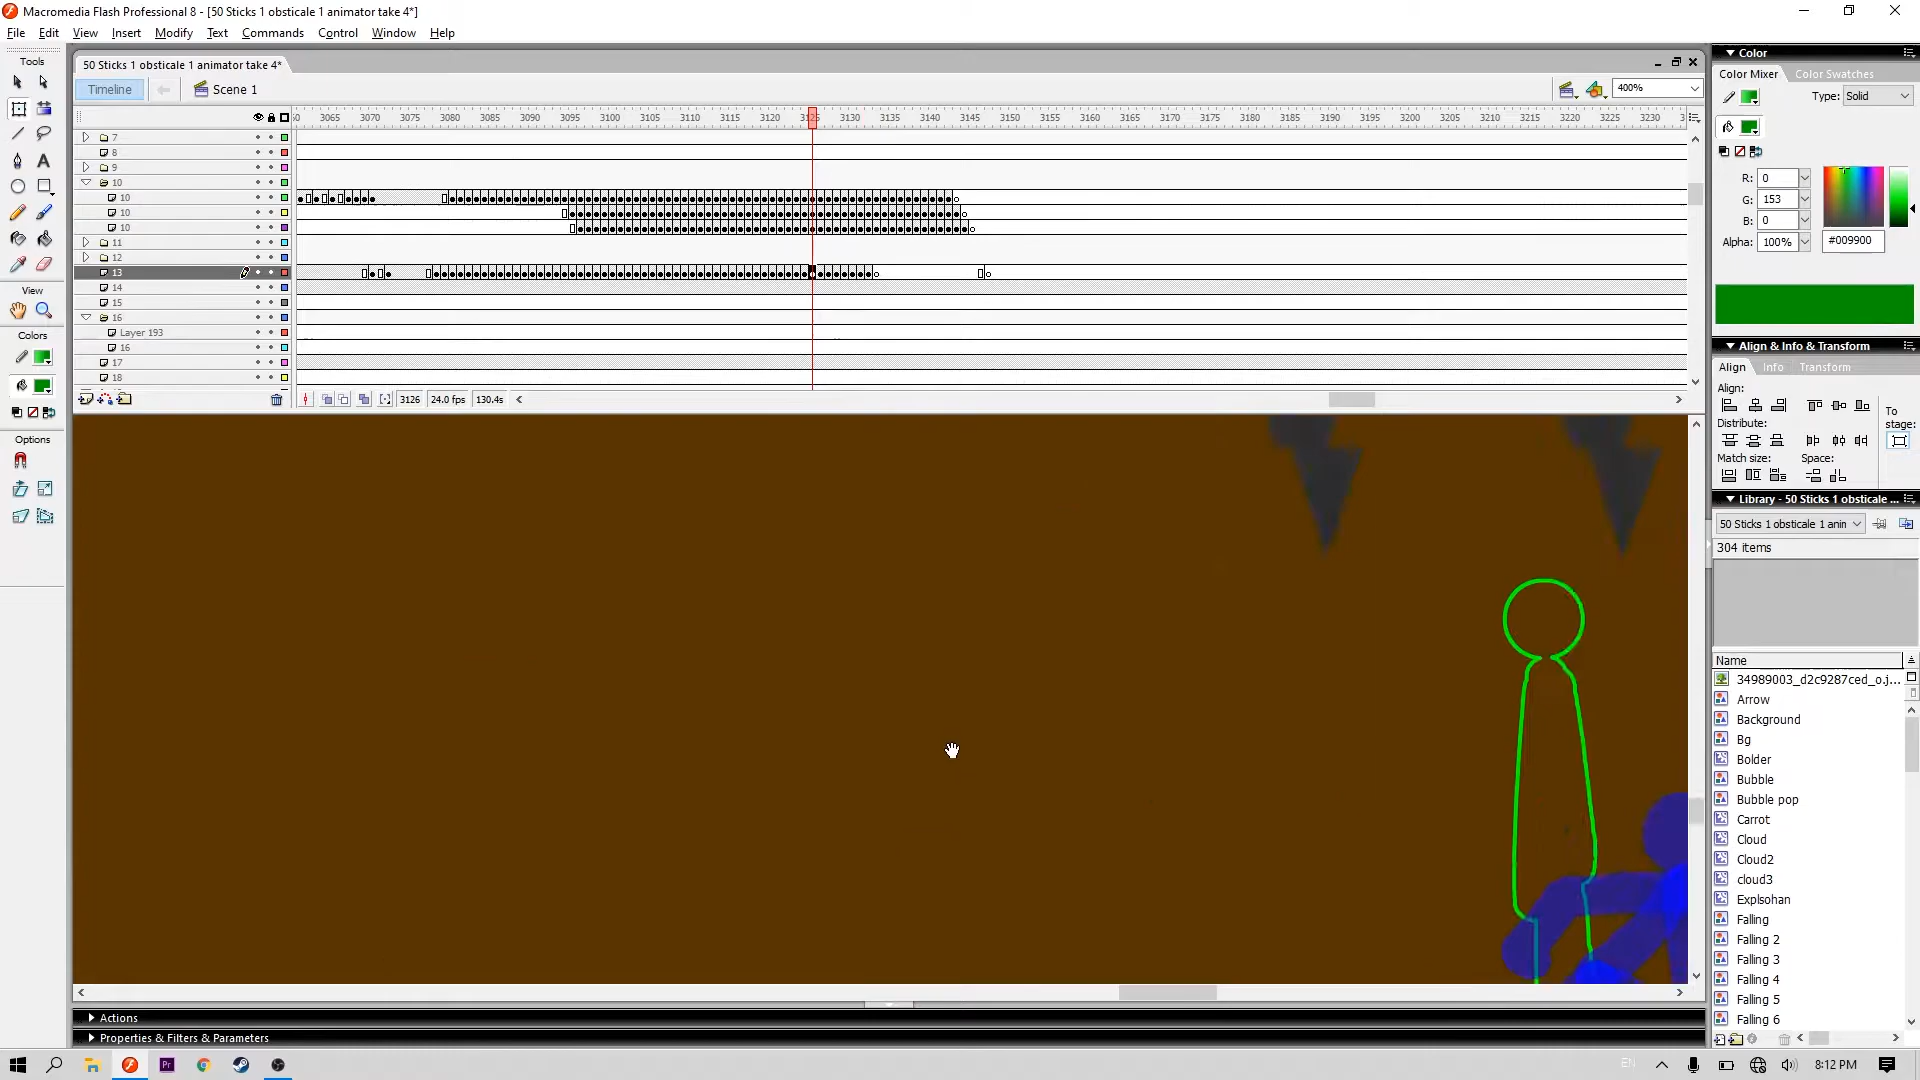 Macromedia Flash Professional 8 - [50 Sticks 1 obsticale 1 animator take 4*]
File Edit View Insert Modify Text Commands Control Window Help
Tools
50 Sticks 1 obsticale 1 animator take 4*
Timeline Scene 1 400%
3065 3070 3075 3080 3085 3090 3095 3100 3105 3110 3115 3120 3125 3130 3135 3140 3145 3150 3155 3160 3165 3170 3175 3180 3185 3190 3195 3200 3205 3210 3215 3220 3225 3230
7
8
9
10
10
10
10
11
12
13
14
15
16
Layer 193
16
17
18
3126 24.0 fps 130.4s
View
Colors
Options
Color
Color Mixer Color Swatches
Type: Solid
R: 0
G: 153
B: 0
Alpha: 100% #009900
Align & Info & Transform
Align Info Transform
Align:
To stage:
Distribute:
Match size: Space:
Library - 50 Sticks 1 obsticale ...
50 Sticks 1 obsticale 1 anin
304 items
Name
34989003_d2c9287ced_o.j...
Arrow
Background
Bg
Bolder
Bubble
Bubble pop
Carrot
Cloud
Cloud2
cloud3
Explsohan
Falling
Falling 2
Falling 3
Falling 4
Falling 5
Falling 6
Actions
Properties & Filters & Parameters
EN 8:12 PM